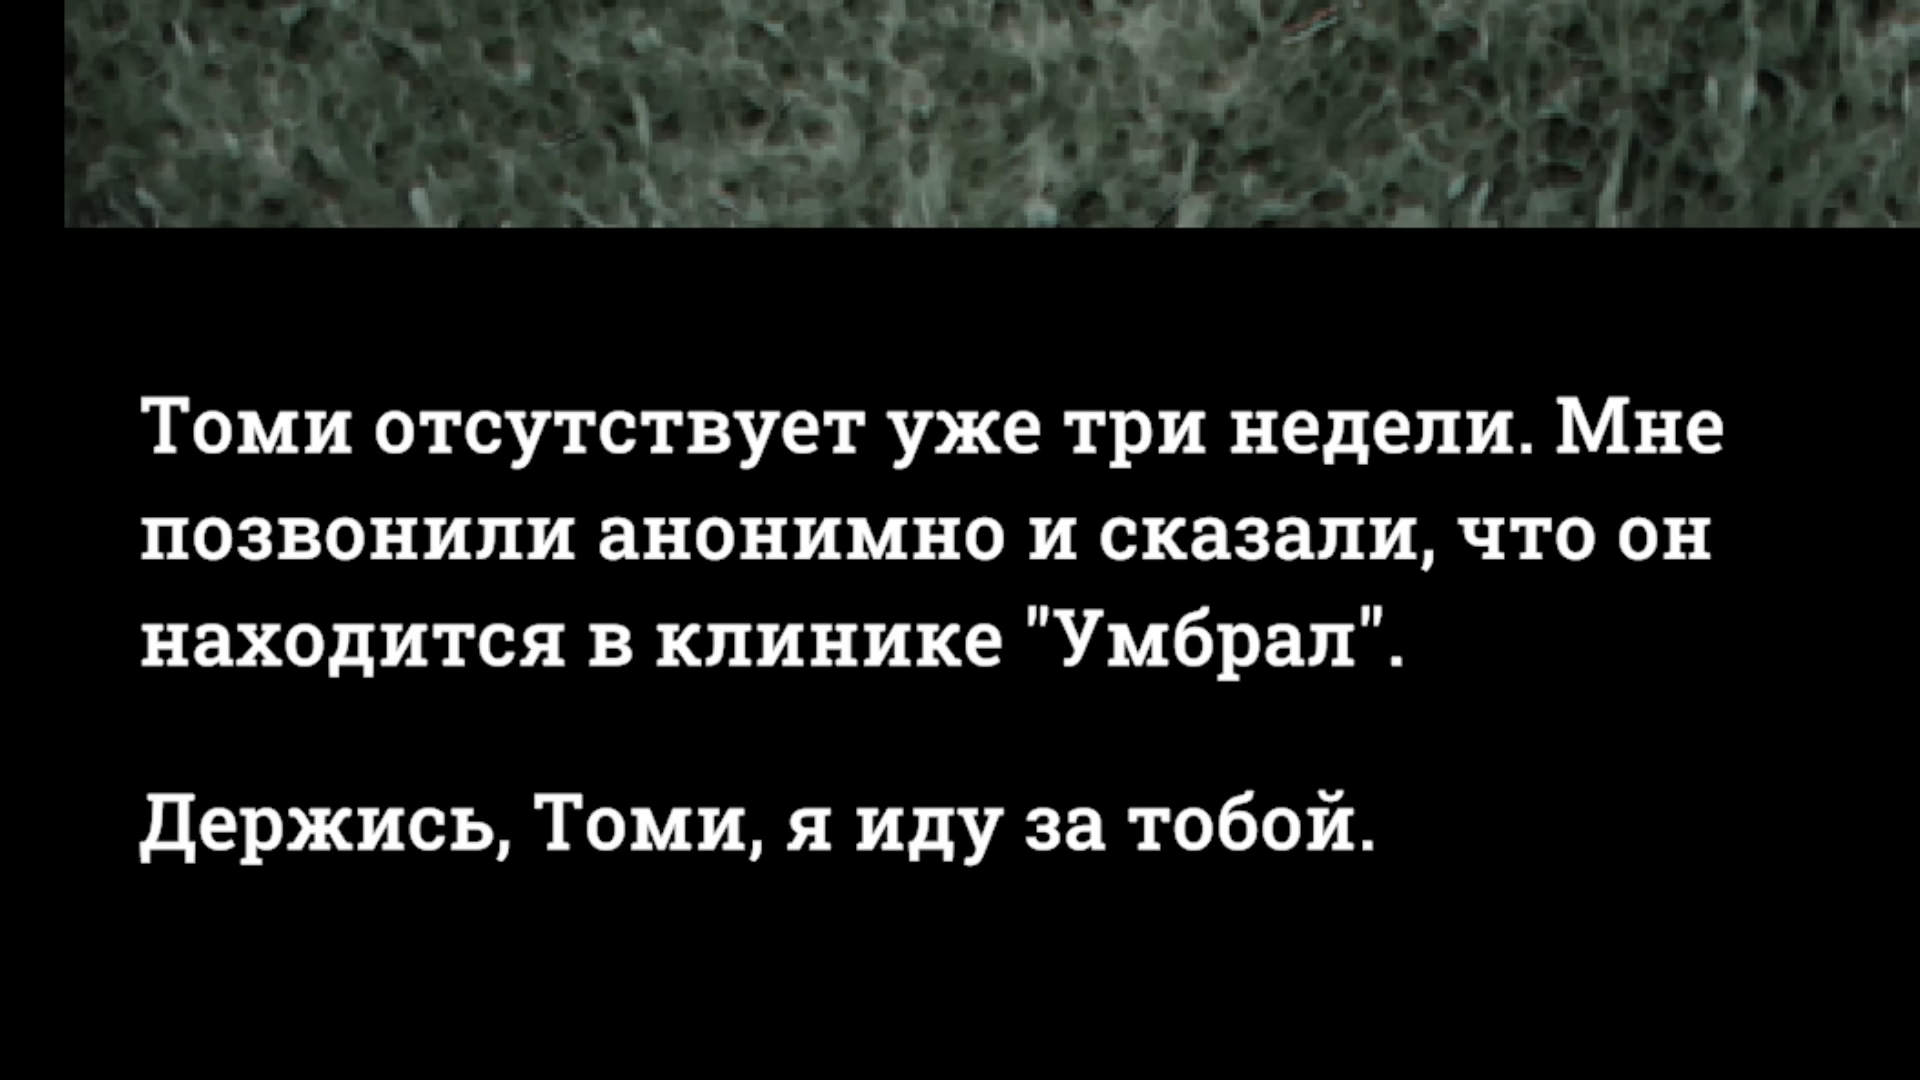 Томи отсутствует уже три недели. Мне
позвонили анонимно и сказали, что он
находится в клинике "Умбрал".
Держись, Томи, я иду за тобой.